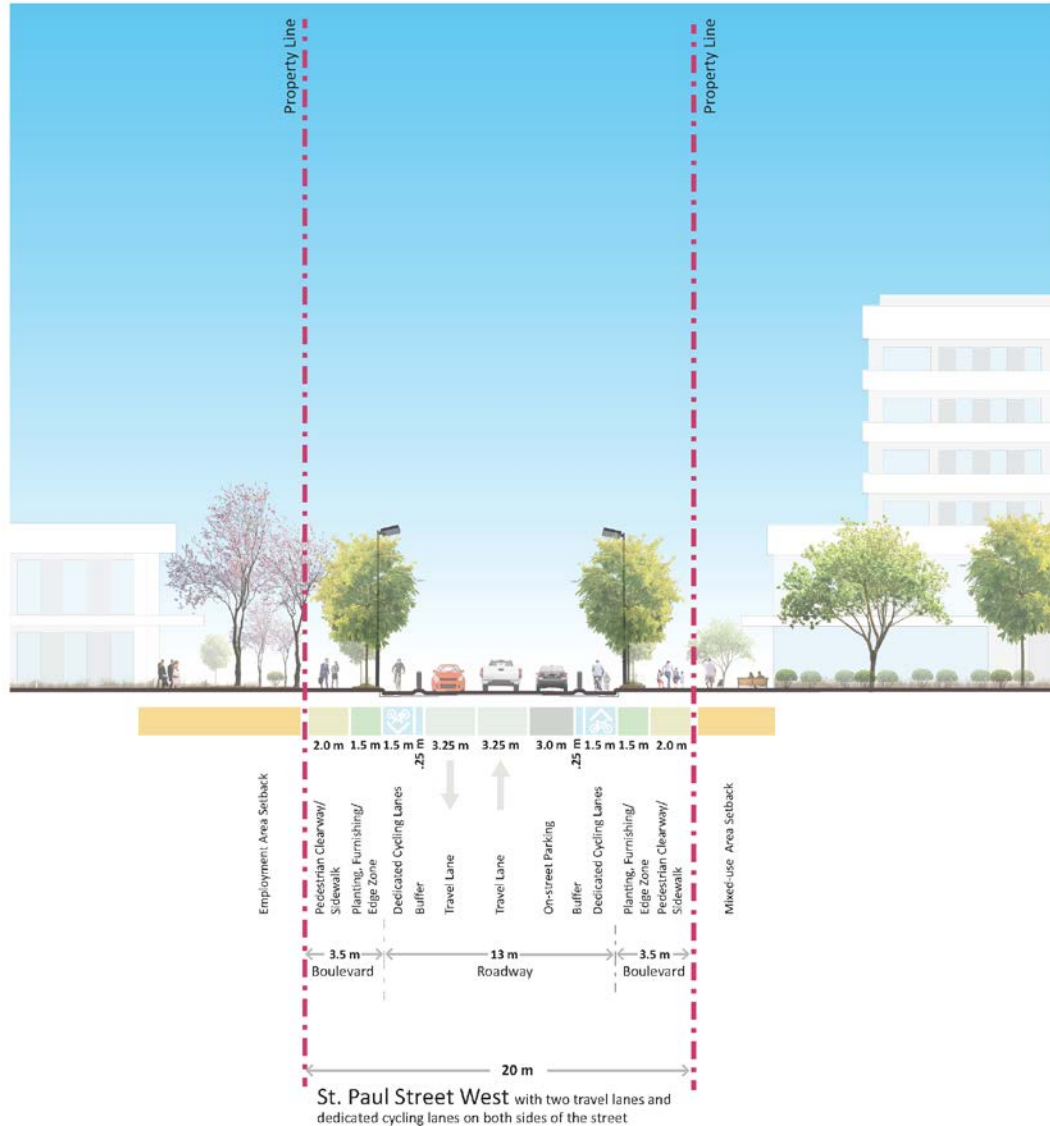 Property Line
Property Line
2.0 m
1.5 m
1.5 m
.25 m
3.25 m
3.25 m
3.0 m
.25 m
1.5 m
1.5 m
2.0 m
Employment Area Setback
Pedestrian Clearway/
Sidewalk
Planting, Furnishing/
Edge Zone
Dedicated Cycling Lanes
Buffer
Travel Lane
Travel Lane
On-street Parking
Buffer
Dedicated Cycling Lanes
Planting, Furnishing/
Edge Zone
Pedestrian Clearway/
Sidewalk
Mixed-use Area Setback
3.5 m
Boulevard
13 m
Roadway
3.5 m
Boulevard
20 m
St. Paul Street West with two travel lanes and
dedicated cycling lanes on both sides of the street